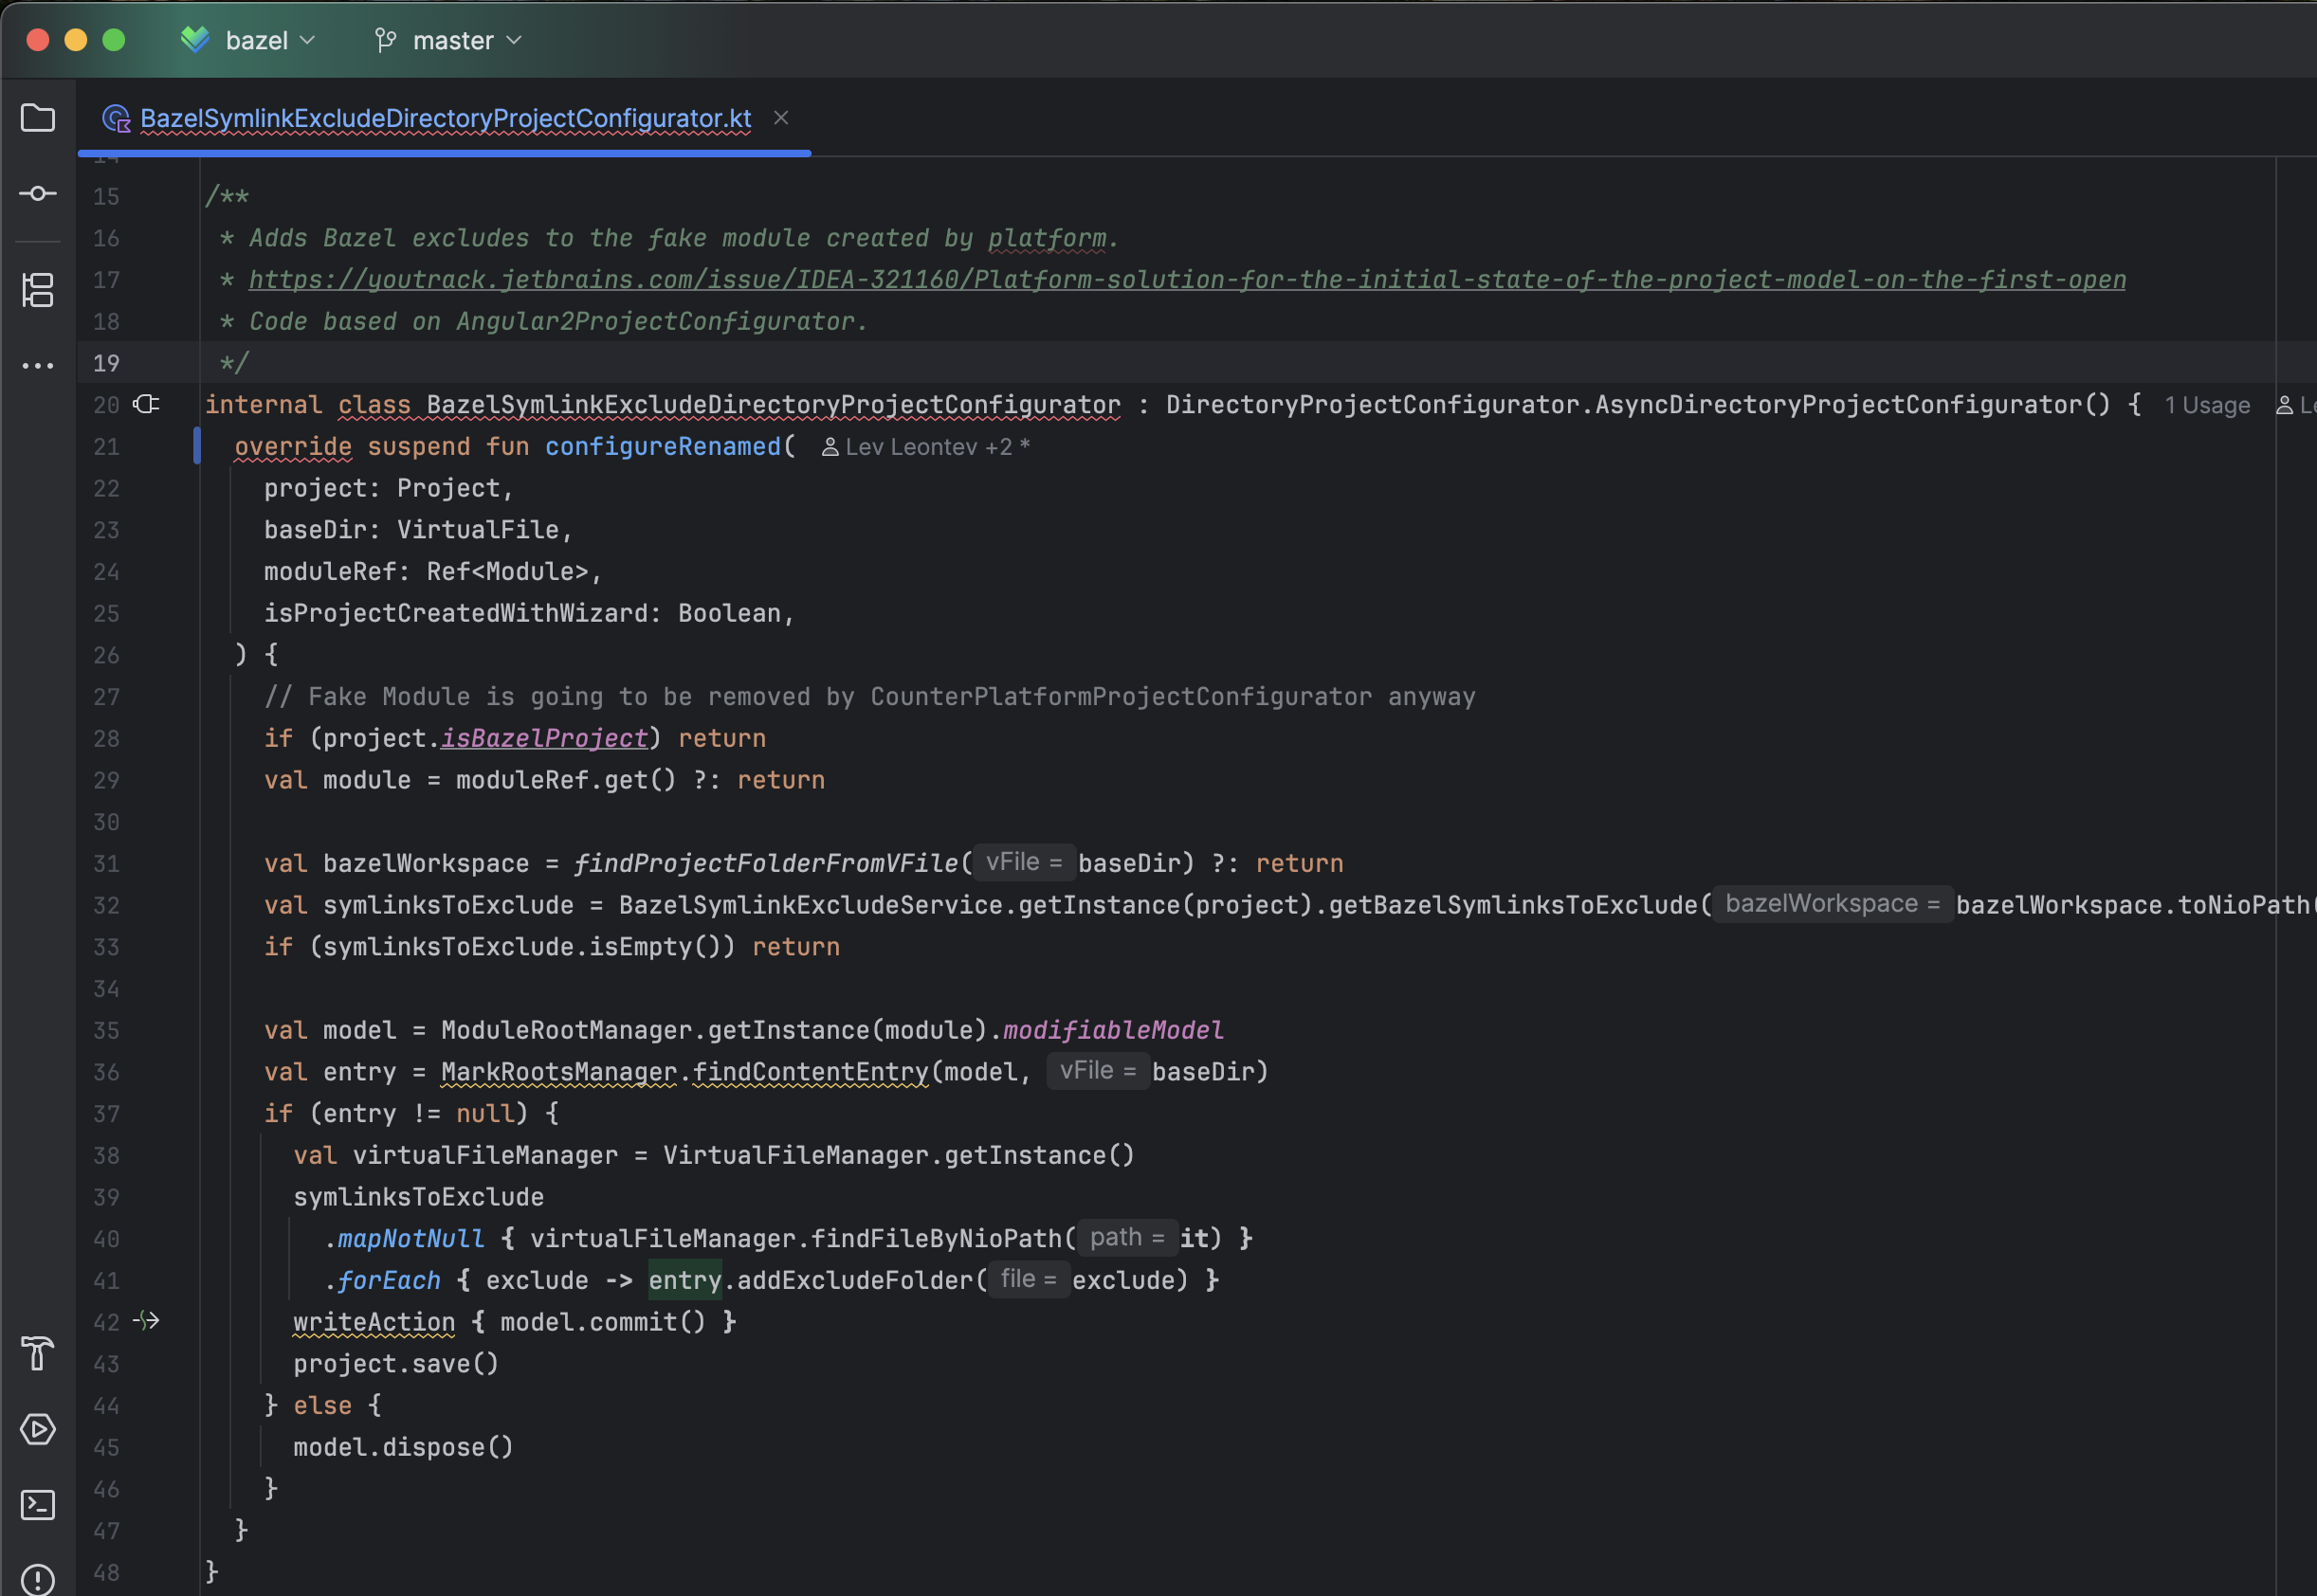 bazel master
BazelSymlinkExcludeDirectoryProjectConfigurator.kt
15 /**
16 * Adds Bazel excludes to the fake module created by platform.
17 * https://youtrack.jetbrains.com/issue/IDEA-321160/Platform-solution-for-the-initial-state-of-the-project-model-on-the-first-open
18 * Code based on Angular2ProjectConfigurator.
19 */
20 internal class BazelSymlinkExcludeDirectoryProjectConfigurator : DirectoryProjectConfigurator.AsyncDirectoryProjectConfigurator() { 1 Usage
21 override suspend fun configureRenamed( Lev Leontev +2 *
22 project: Project,
23 baseDir: VirtualFile,
24 moduleRef: Ref<Module>,
25 isProjectCreatedWithWizard: Boolean,
26 ) {
27 // Fake Module is going to be removed by CounterPlatformProjectConfigurator anyway
28 if (project.isBazelProject) return
29 val module = moduleRef.get() ?: return
30
31 val bazelWorkspace = findProjectFolderFromVFile( vFile = baseDir) ?: return
32 val symlinksToExclude = BazelSymlinkExcludeService.getInstance(project).getBazelSymlinksToExclude( bazelWorkspace = bazelWorkspace.toNioPath(
33 if (symlinksToExclude.isEmpty()) return
34
35 val model = ModuleRootManager.getInstance(module).modifiableModel
36 val entry = MarkRootsManager.findContentEntry(model, vFile = baseDir)
37 if (entry != null) {
38 val virtualFileManager = VirtualFileManager.getInstance()
39 symlinksToExclude
40 .mapNotNull { virtualFileManager.findFileByNioPath( path = it) }
41 .forEach { exclude -> entry.addExcludeFolder( file = exclude) }
42 writeAction { model.commit() }
43 project.save()
44 } else {
45 model.dispose()
46 }
47 }
48 }